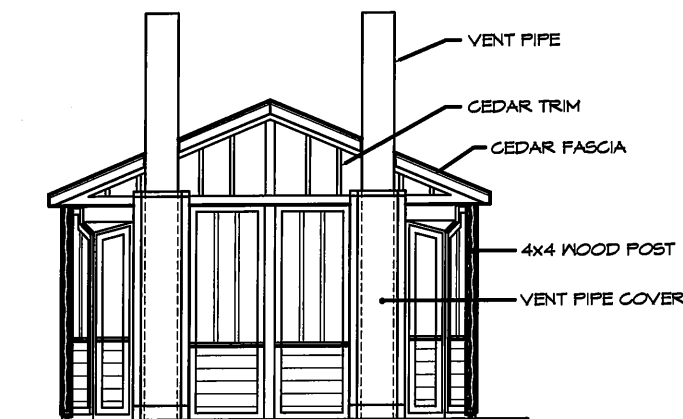 VENT PIPE
CEDAR TRIM
CEDAR FASCIA
4x4 WOOD POST
VENT PIPE COVER